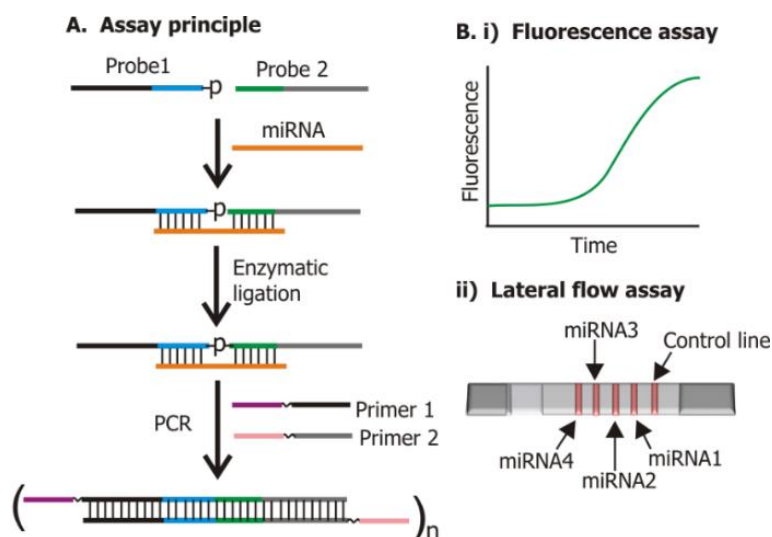 A. Assay principle
Probe1
p
Probe 2
miRNA
p
Enzymatic
ligation
p
PCR
Primer 1
Primer 2
( )n
B. i) Fluorescence assay
Fluorescence
Time
ii) Lateral flow assay
miRNA3
Control line
miRNA4
miRNA2
miRNA1